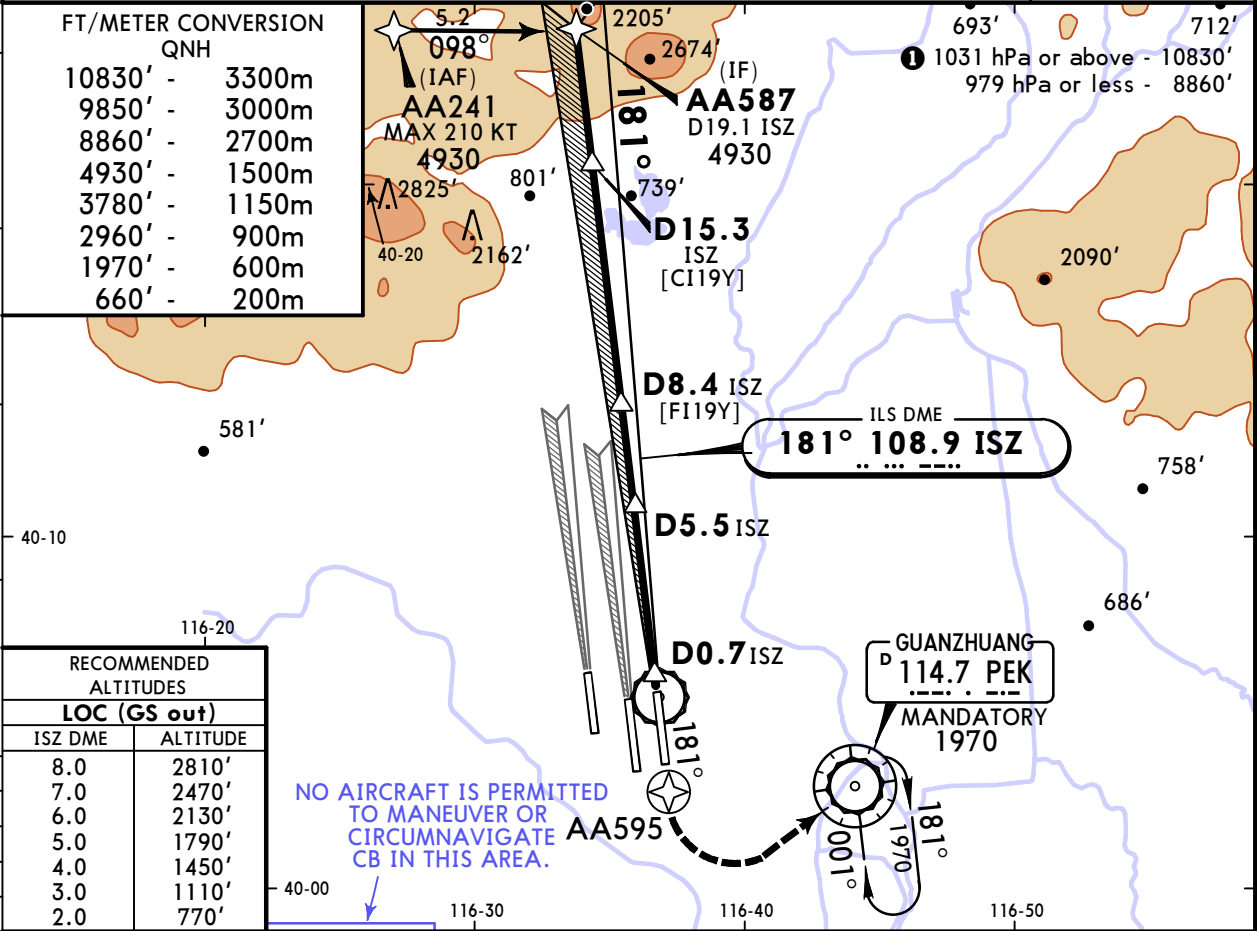 FT/METER CONVERSION
QNH
10830' - 3300m
9850' - 3000m
8860' - 2700m
4930' - 1500m
3780' - 1150m
2960' - 900m
1970' - 600m
660' - 200m
5.2
098°
(IAF)
AA241
MAX 210 KT
4930
2205'
2674'
(IF)
AA587
D19.1 ISZ
4930
181°
693'
712'
1 1031 hPa or above - 10830'
979 hPa or less - 8860'
2825'
40-20
2162'
801'
739'
D15.3
ISZ
[CI19Y]
2090'
D8.4 ISZ
[FI19Y]
ILS DME
181° 108.9 ISZ
581'
758'
D5.5 ISZ
40-10
686'
116-20
D0.7 ISZ
181°
GUANZHUANG
D 114.7 PEK
MANDATORY
1970
AA595
001°
1970
181°
RECOMMENDED
ALTITUDES
LOC (GS out)
ISZ DME ALTITUDE
8.0 2810'
7.0 2470'
6.0 2130'
5.0 1790'
4.0 1450'
3.0 1110'
2.0 770'
NO AIRCRAFT IS PERMITTED
TO MANEUVER OR
CIRCUMNAVIGATE
CB IN THIS AREA.
40-00
116-30
116-40
116-50